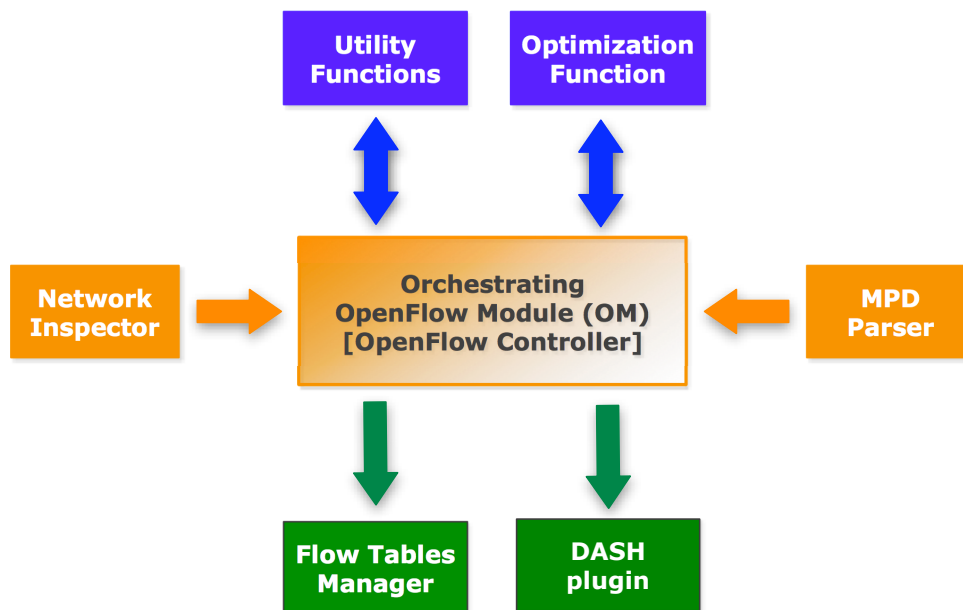 Utility
Functions
Optimization
Function
Network
Inspector
Orchestrating
OpenFlow Module (OM)
[OpenFlow Controller]
MPD
Parser
Flow Tables
Manager
DASH
plugin